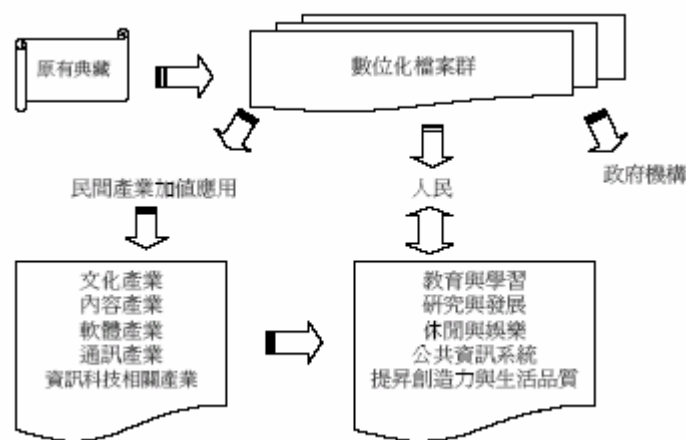 原有典藏
數位化檔案群
民間產業加值應用
人民
政府機構
文化產業
內容產業
軟體產業
通訊產業
資訊科技相關產業
教育與學習
研究與發展
休閒與娛樂
公共資訊系統
提昇創造力與生活品質